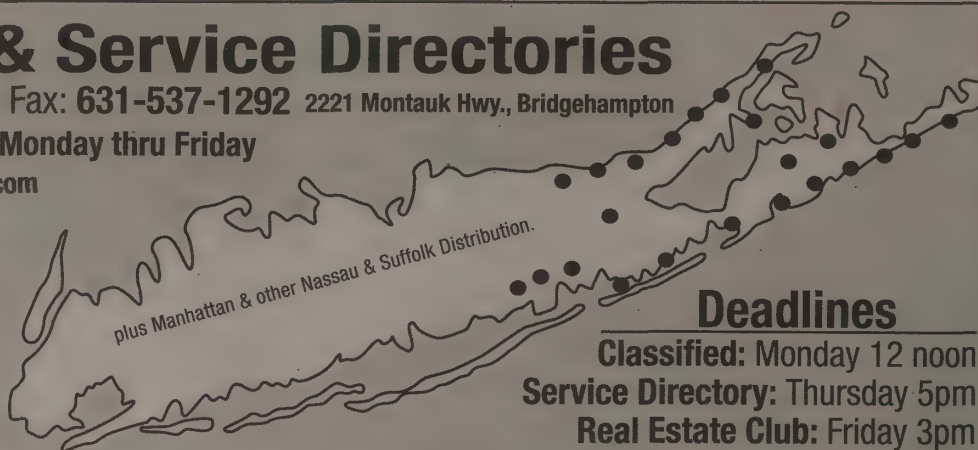 & Service Directories
Fax: 631-537-1292 2221 Montauk Hwy., Bridgehampton
Monday thru Friday
com
plus Manhattan & other Nassau & Suffolk Distribution.
Deadlines
Classified: Monday 12 noon
Service Directory: Thursday 5pm
Real Estate Club: Friday 3pm